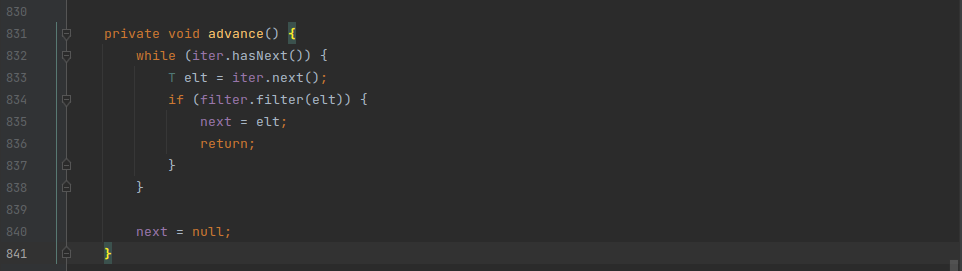 830
831 private void advance() {
832 while (iter.hasNext()) {
833 T elt = iter.next();
834 if (filter.filter(elt)) {
835 next = elt;
836 return;
837 }
838 }
839
840 next = null;
841 }